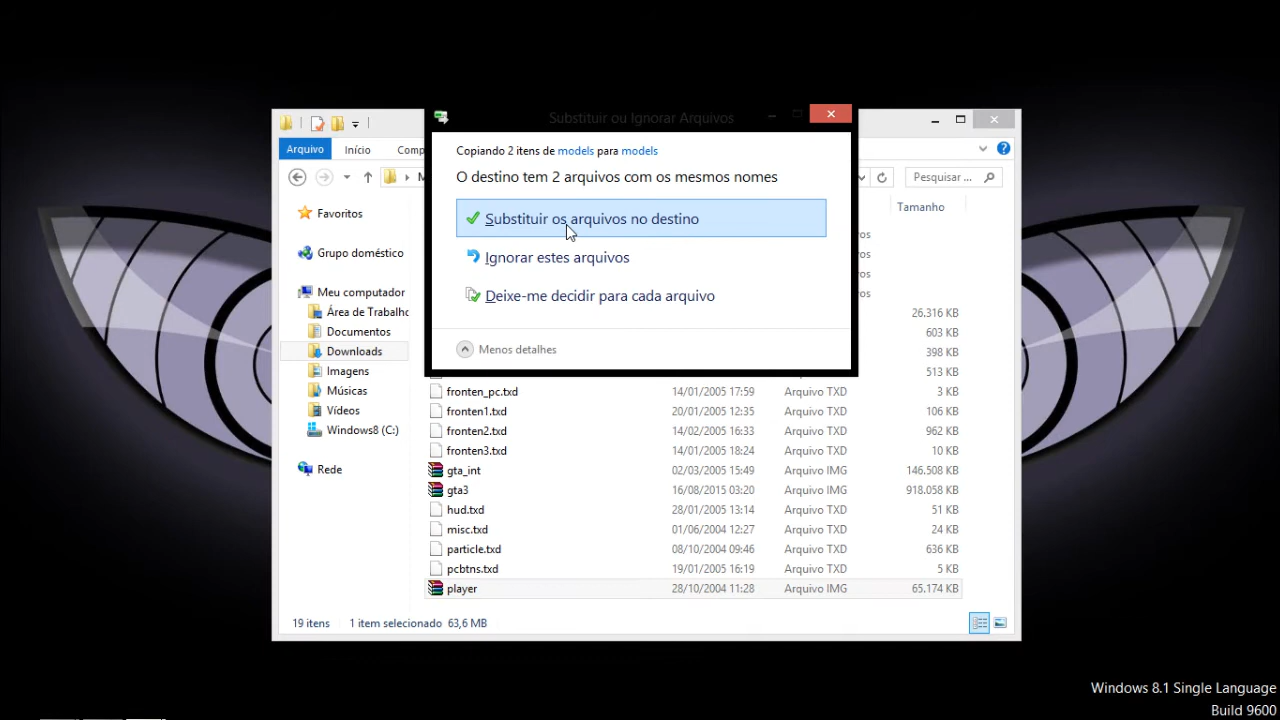 Substituir ou Ignorar Arquivos
Copiando 2 itens de models para models
O destino tem 2 arquivos com os mesmos nomes
Substituir os arquivos no destino
Ignorar estes arquivos
Deixe-me decidir para cada arquivo
Menos detalhes
Arquivo Início
Pesquisar ...
Tamanho
Favoritos
Grupo doméstico
Meu computador
Documentos
Downloads
Imagens
Músicas
Vídeos
Windows8 (C:)
Rede
26.316 KB
603 KB
398 KB
513 KB
fronten_pc.txd 14/01/2005 17:59 Arquivo TXD 3 KB
fronten1.txd 20/01/2005 12:35 Arquivo TXD 106 KB
fronten2.txd 14/02/2005 16:33 Arquivo TXD 962 KB
fronten3.txd 14/01/2005 18:24 Arquivo TXD 10 KB
gta_int 02/03/2005 15:49 Arquivo IMG 146.508 KB
gta3 16/08/2015 03:20 Arquivo IMG 918.058 KB
hud.txd 28/01/2005 13:14 Arquivo TXD 51 KB
misc.txd 01/06/2004 12:27 Arquivo TXD 24 KB
particle.txd 08/10/2004 09:46 Arquivo TXD 636 KB
pcbtns.txd 19/01/2005 16:19 Arquivo TXD 5 KB
player 28/10/2004 11:28 Arquivo IMG 65.174 KB
19 itens 1 item selecionado 63,6 MB
Windows 8.1 Single Language
Build 9600